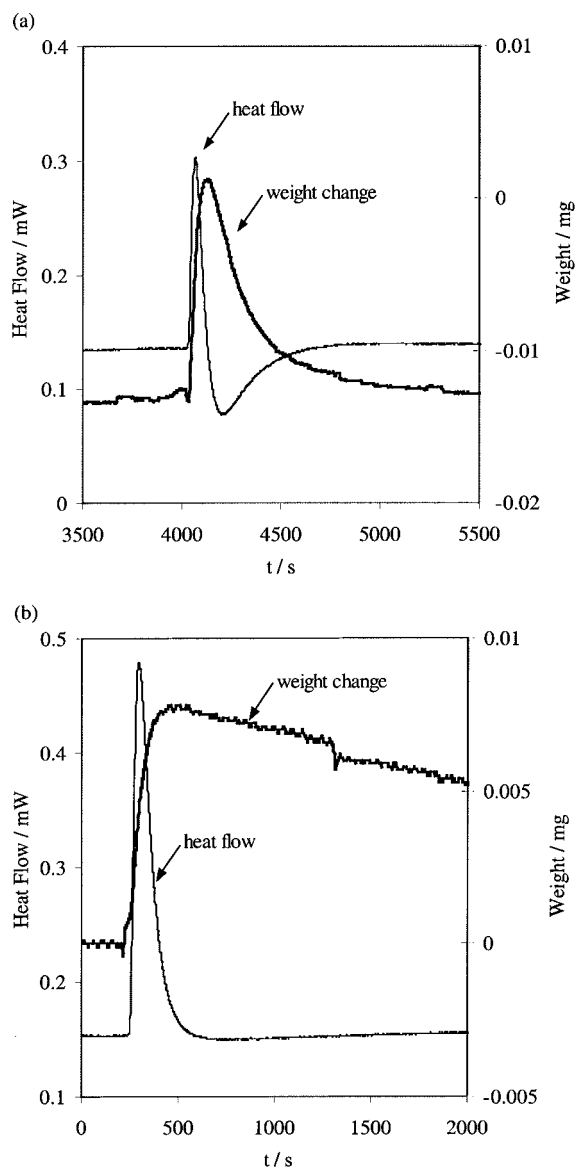 (a)
0.4
0.3
0.2
0.1
0
Heat Flow / mW
heat flow
weight change
0.01
0
-0.01
-0.02
Weight / mg
3500 4000 4500 5000 5500
t / s
(b)
0.5
0.4
0.3
0.2
0.1
Heat Flow / mW
weight change
heat flow
0.01
0.005
0
-0.005
Weight / mg
0 500 1000 1500 2000
t / s